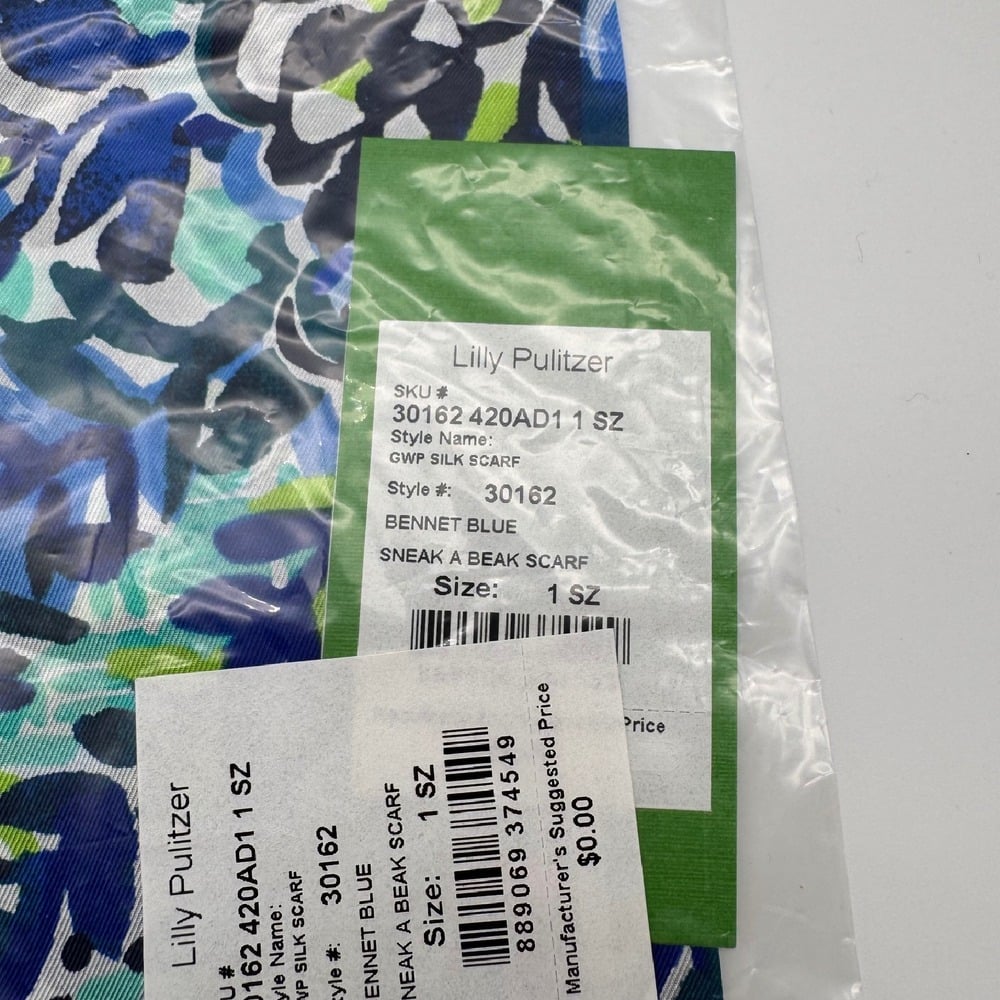 Lilly Pulitzer
SKU #
30162 420AD1 1 SZ
Style Name:
GWP SILK SCARF
Style #: 30162
BENNET BLUE
SNEAK A BEAK SCARF
Size: 1 SZ
Price
Lilly Pulitzer
U #
0162 420AD1 1 SZ
yle Name:
VP SILK SCARF
yle #: 30162
ENNET BLUE
NEAK A BEAK SCARF
Size: 1 SZ
889069 374549
Manufacturer's Suggested Price
$0.00